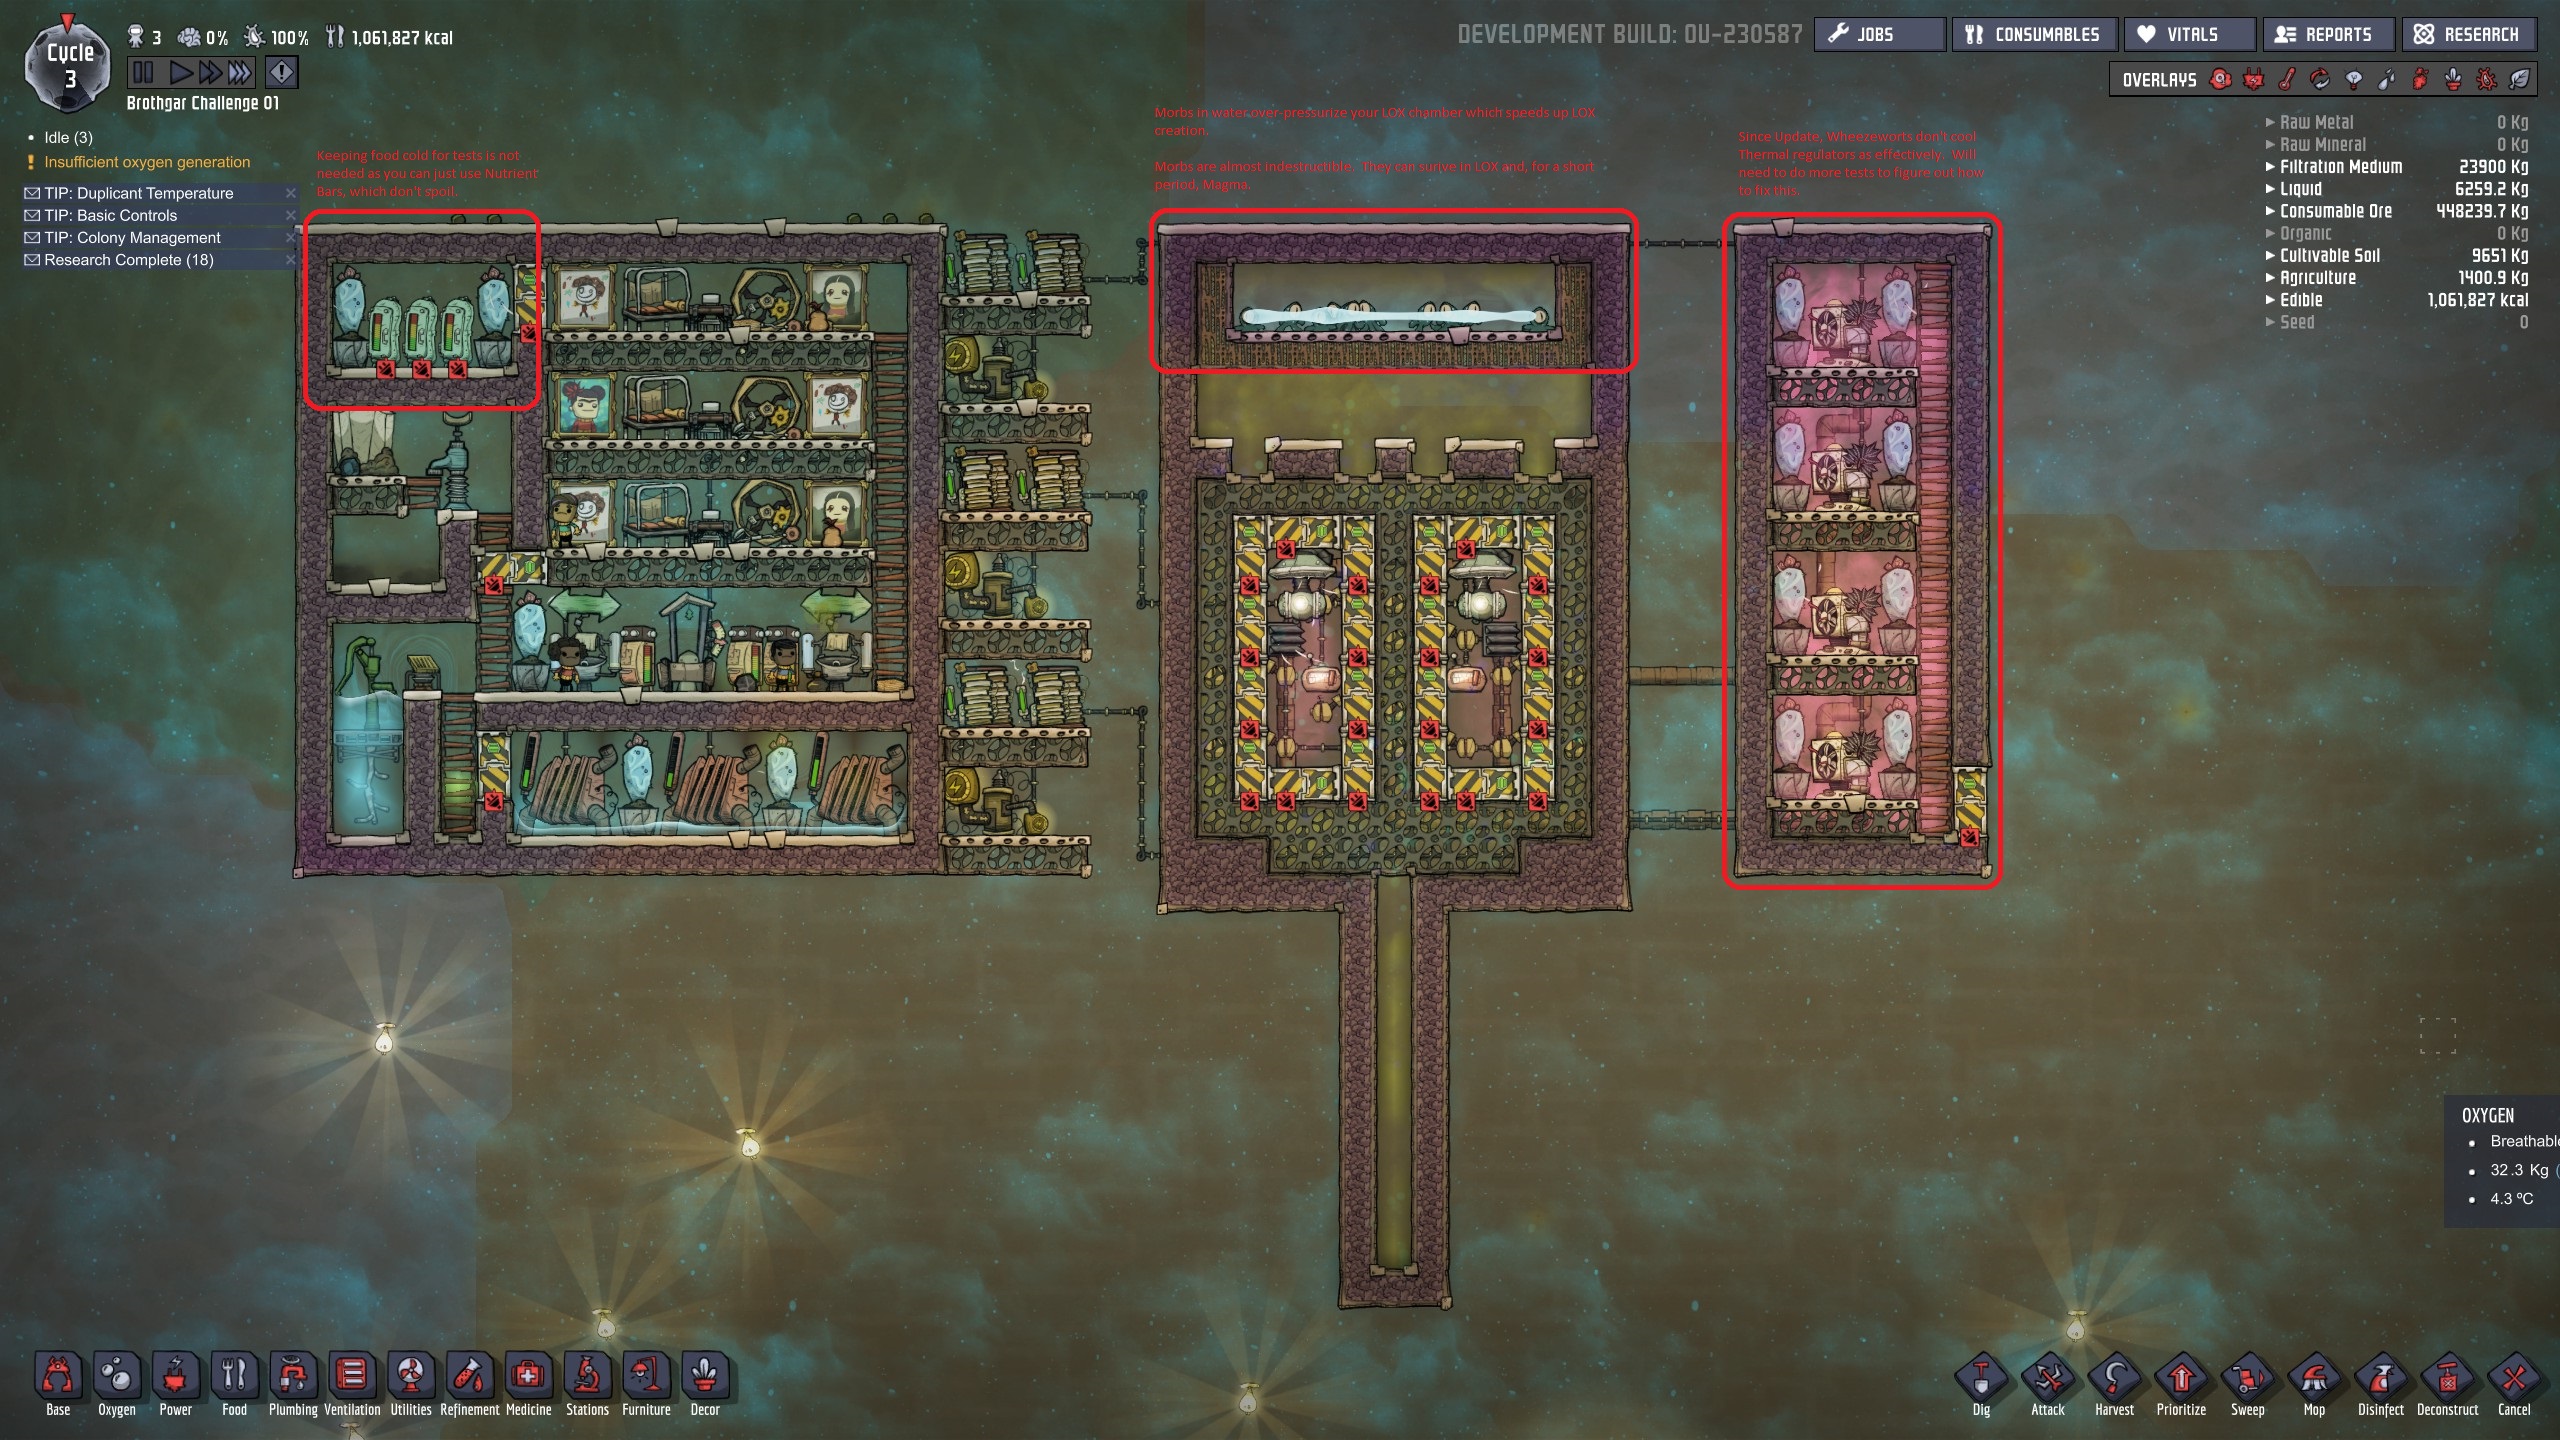 Cycle
3
3 0% 100% 1,061,827 kcal
Brothgar Challenge 01
Idle (3)
Insufficient oxygen generation
TIP: Duplicant Temperature
TIP: Basic Controls
TIP: Colony Management
Research Complete (18)
DEVELOPMENT BUILD: OU-230587
JOBS
CONSUMABLES
VITALS
REPORTS
RESEARCH
OVERLAYS
Raw Metal 0 Kg
Raw Mineral 0 Kg
Filtration Medium 23900 Kg
Liquid 6259.2 Kg
Consumable Ore 448239.7 Kg
Organic 0 Kg
Cultivable Soil 9651 Kg
Agriculture 1400.9 Kg
Edible 1,061,827 kcal
Seed 0
Keeping food cold for tests is not
needed as you can just use Nutrient
Bars, which don't spoil.
Morbs in water over-pressurize your LOX chamber which speeds up LOX
creation.
Morbs are almost indestructible. They can surive in LOX and, for a short
period, Magma.
Since Update, Wheezeworts don't cool
Thermal regulators as effectively. Will
need to do more tests to figure out how
to fix this.
OXYGEN
Breathable
32.3 Kg (
4.3 ºC
Base Oxygen Power Food Plumbing Ventilation Utilities Refinement Medicine Stations Furniture Decor
Dig Attack Harvest Prioritize Sweep Mop Disinfect Deconstruct Cancel